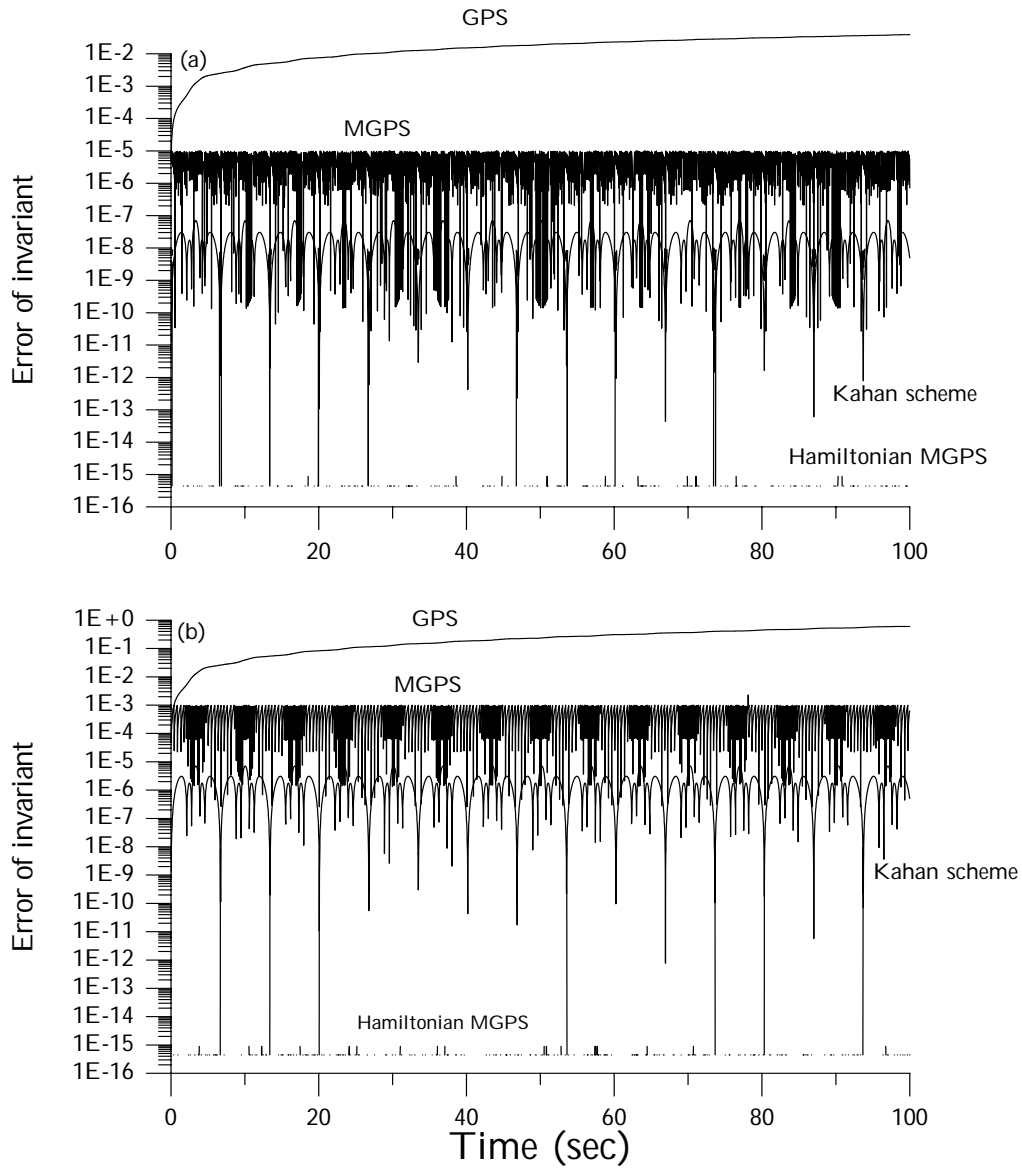 GPS
(a)
1E-2
1E-3
1E-4
MGPS
1E-5
1E-6
1E-7
1E-8
1E-9
1E-10
1E-11
1E-12
Kahan scheme
1E-13
1E-14
Hamiltonian MGPS
1E-15
1E-16
Error of invariant
0 20 40 60 80 100
1E+0
GPS
(b)
1E-1
1E-2
MGPS
1E-3
1E-4
1E-5
1E-6
1E-7
1E-8
Kahan scheme
1E-9
1E-10
1E-11
1E-12
1E-13
1E-14
Hamiltonian MGPS
1E-15
1E-16
Error of invariant
0 20 40 60 80 100
Time (sec)